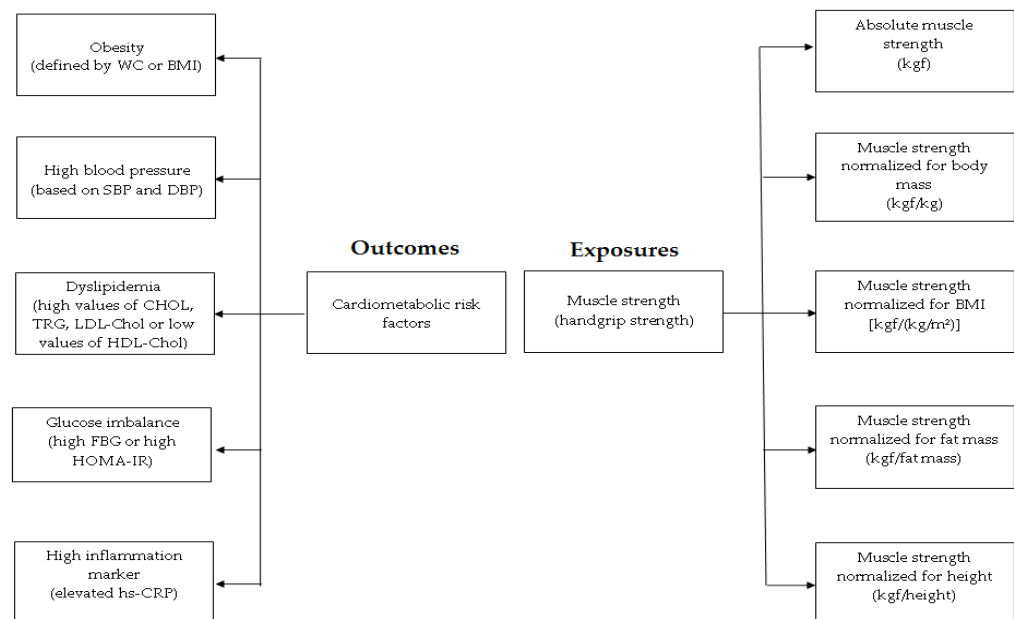 Obesity
(defined by WC or BMI)
High blood pressure
(based on SBP and DBP)
Dyslipidemia
(high values of CHOL,
TRG, LDL-Chol or low
values of HDL-Chol)
Glucose imbalance
(high FBG or high
HOMA-IR)
High inflammation
marker
(elevated hs-CRP)
Outcomes
Cardiometabolic risk
factors
Exposures
Muscle strength
(handgrip strength)
Absolute muscle
strength
(kgf)
Muscle strength
normalized for body
mass
(kgf/kg)
Muscle strength
normalized for BMI
[kgf/(kg/m²)]
Muscle strength
normalized for fat mass
(kgf/fat mass)
Muscle strength
normalized for height
(kgf/height)